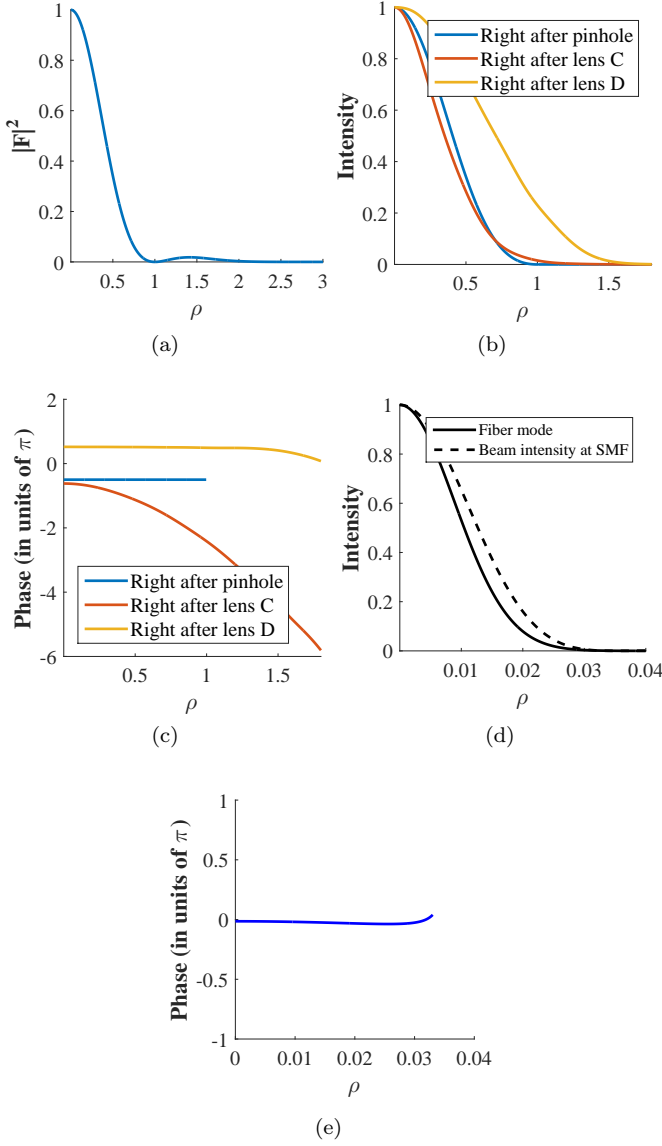 1
0.8
0.6
0.4
0.2
0
|F|²
0.5 1 1.5 2 2.5 3
ρ
(a)
1
0.8
0.6
0.4
0.2
0
Intensity
Right after pinhole
Right after lens C
Right after lens D
0.5 1 1.5
ρ
(b)
2
0
-2
-4
-6
Phase (in units of π)
Right after pinhole
Right after lens C
Right after lens D
0.5 1 1.5
ρ
(c)
1
0.8
0.6
0.4
0.2
0
Intensity
Fiber mode
Beam intensity at SMF
0.01 0.02 0.03 0.04
ρ
(d)
1
0.5
0
-0.5
-1
Phase (in units of π)
0 0.01 0.02 0.03 0.04
ρ
(e)